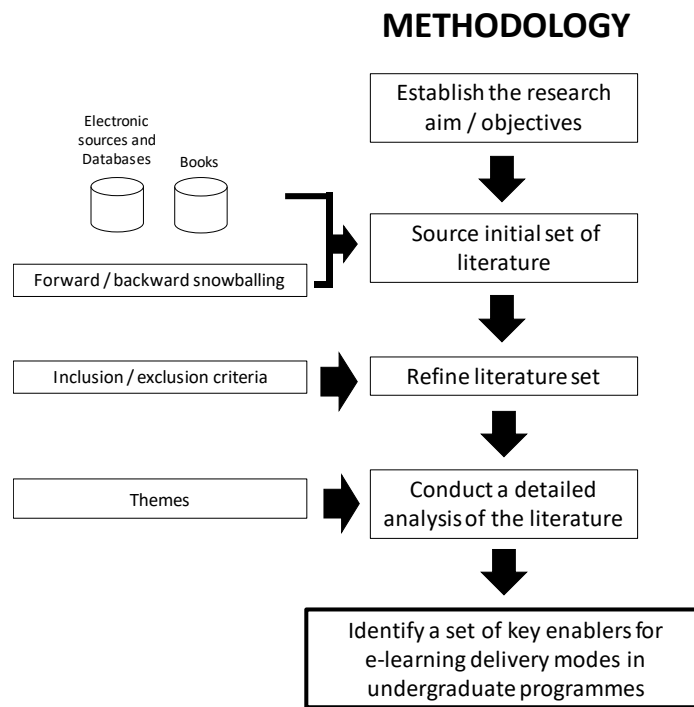 METHODOLOGY
Establish the research
aim / objectives
Electronic
sources and
Databases
Books
Source initial set of
literature
Forward / backward snowballing
Inclusion / exclusion criteria
Refine literature set
Themes
Conduct a detailed
analysis of the literature
Identify a set of key enablers for
e-learning delivery modes in
undergraduate programmes